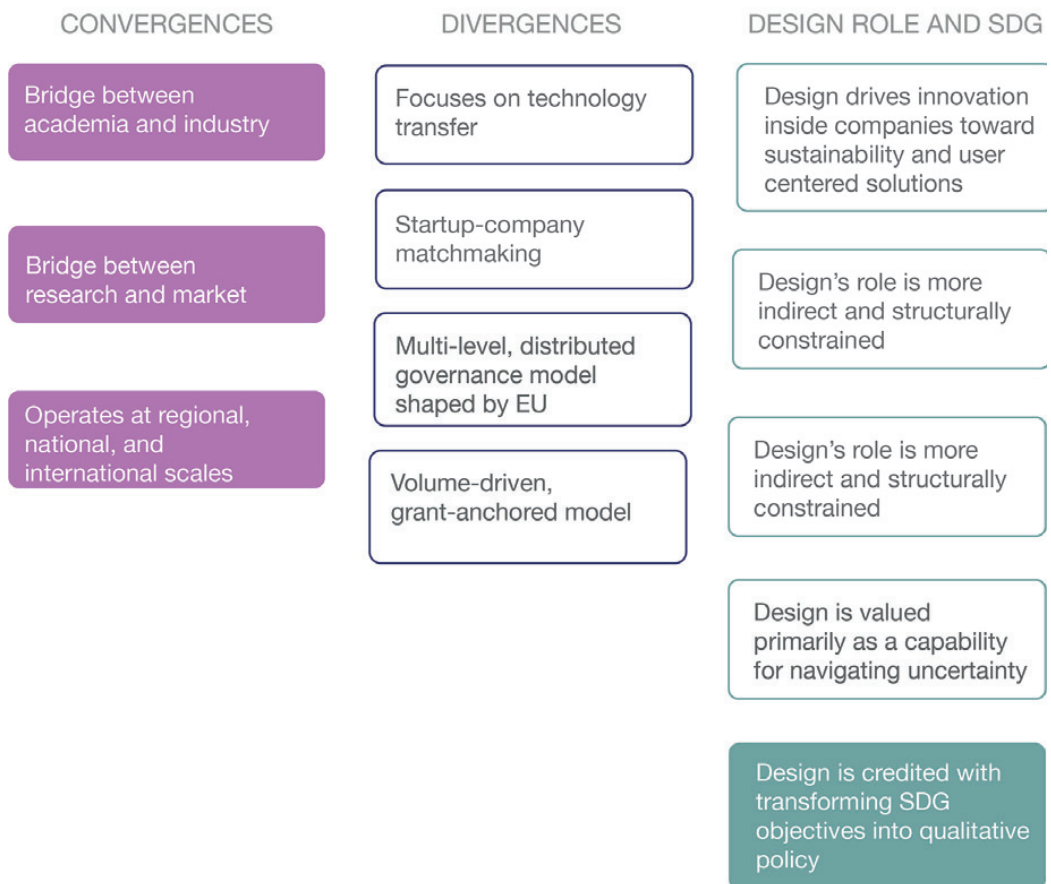 CONVERGENCES
Bridge between
academia and industry
Bridge between
research and market
Operates at regional,
national, and
international scales
DIVERGENCES
Focuses on technology
transfer
Startup-company
matchmaking
Multi-level, distributed
governance model
shaped by EU
Volume-driven,
grant-anchored model
DESIGN ROLE AND SDG
Design drives innovation
inside companies toward
sustainability and user
centered solutions
Design’s role is more
indirect and structurally
constrained
Design’s role is more
indirect and structurally
constrained
Design is valued
primarily as a capability
for navigating uncertainty
Design is credited with
transforming SDG
objectives into qualitative
policy